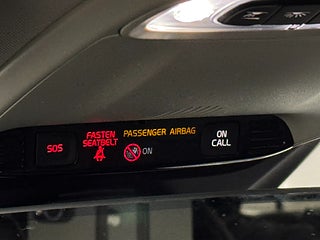 SOS
FASTEN
SEATBELT
PASSENGER AIRBAG
ON
ON
CALL